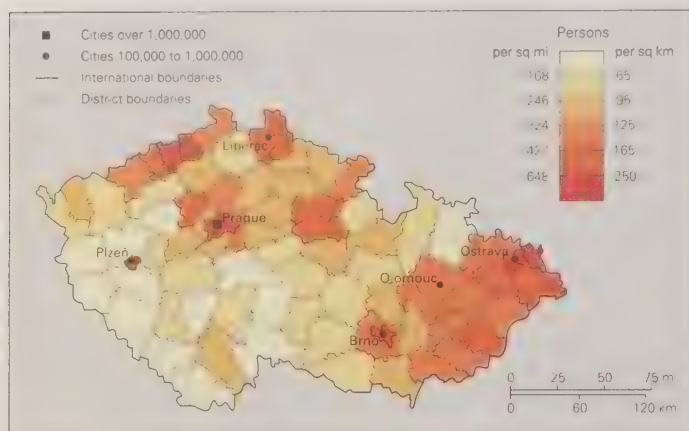 Cities over 1,000,000
Cities 100,000 to 1,000,000
International boundaries
District boundaries
Persons
per sq mi per sq km
168 65
246 95
125
165
648 250
Liberec
Prague
Plzeň
Ostrava
Olomouc
Brno
0 25 50 75 m
0 60 120 км